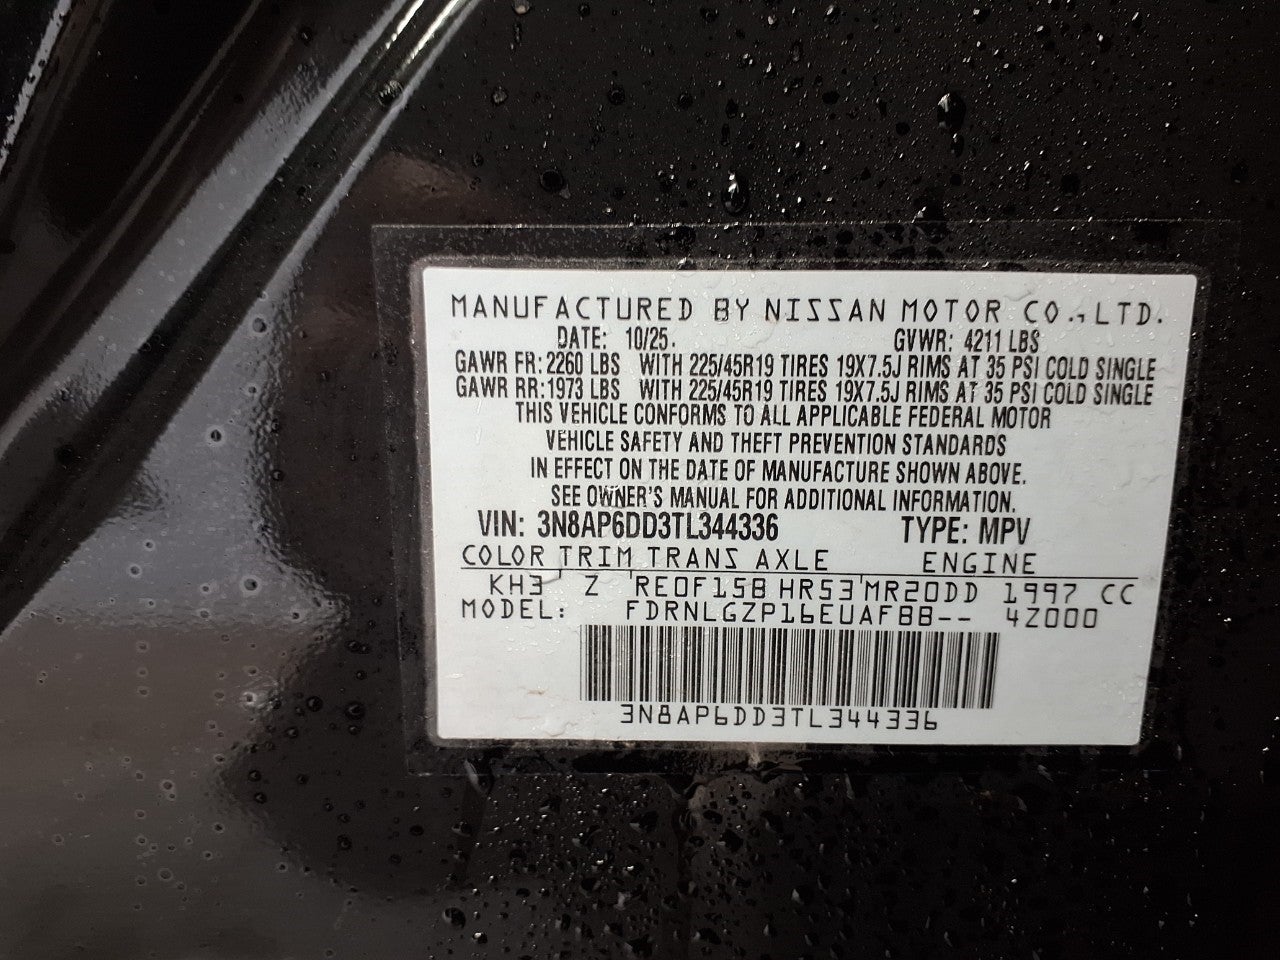 MANUFACTURED BY NISSAN MOTOR CO., LTD.
DATE: 10/25. GVWR: 4211 LBS
GAWR FR: 2260 LBS WITH 225/45R19 TIRES 19X7.5J RIMS AT 35 PSI COLD SINGLE
GAWR RR: 1973 LBS WITH 225/45R19 TIRES 19X7.5J RIMS AT 35 PSI COLD SINGLE
THIS VEHICLE CONFORMS TO ALL APPLICABLE FEDERAL MOTOR
VEHICLE SAFETY AND THEFT PREVENTION STANDARDS
IN EFFECT ON THE DATE OF MANUFACTURE SHOWN ABOVE.
SEE OWNER'S MANUAL FOR ADDITIONAL INFORMATION.
VIN: 3N8AP6DD3TL344336 TYPE: MPV
COLOR TRIM TRANS AXLE ENGINE
KH3 Z RE0F15B HR53 MR20DD 1997 CC
MODEL: FDRNLGZP16EUAFBB-- 4Z000
3N8AP6DD3TL344336